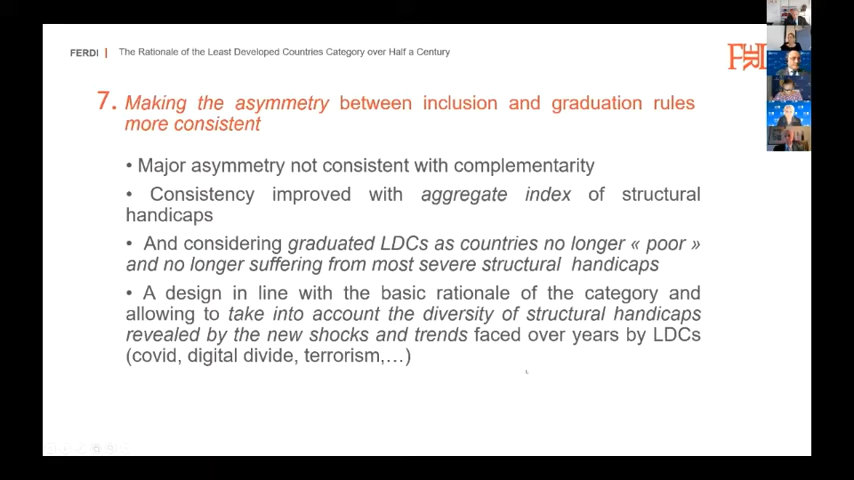 FERDI | The Rationale of the Least Developed Countries Category over Half a Century
7. Making the asymmetry between inclusion and graduation rules
more consistent
• Major asymmetry not consistent with complementarity
• Consistency improved with aggregate index of structural
handicaps
• And considering graduated LDCs as countries no longer « poor »
and no longer suffering from most severe structural handicaps
• A design in line with the basic rationale of the category and
allowing to take into account the diversity of structural handicaps
revealed by the new shocks and trends faced over years by LDCs
(covid, digital divide, terrorism,…)